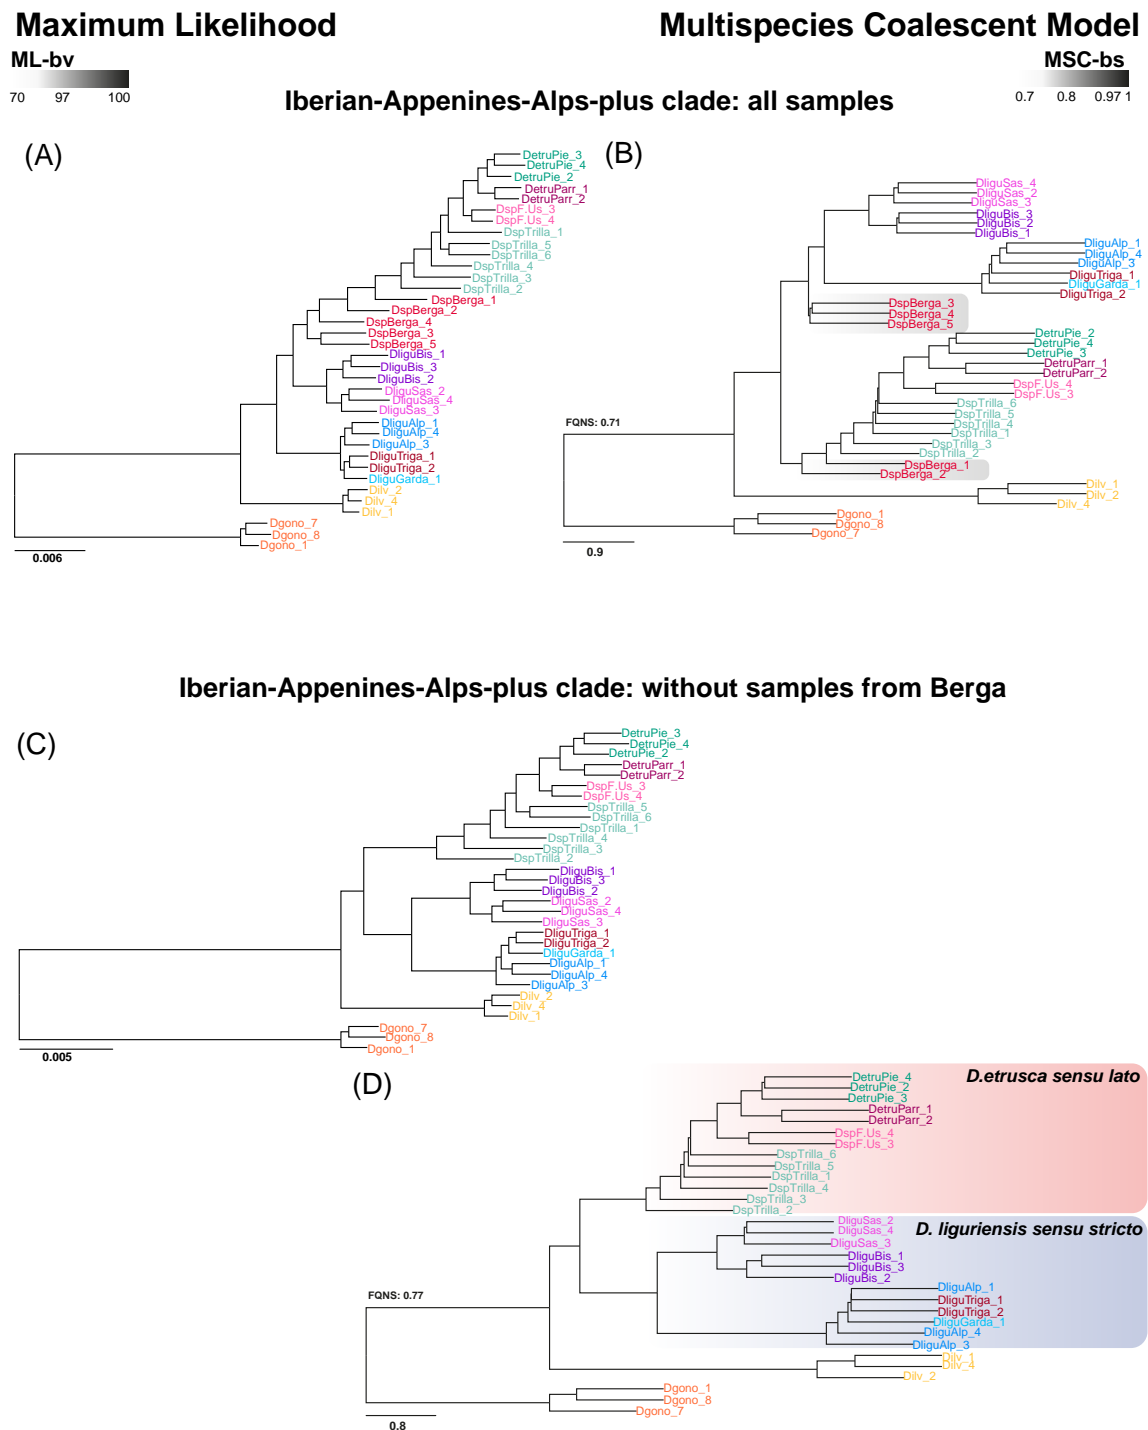 Maximum Likelihood
Multispecies Coalescent Model
ML-bv
70 97 100
MSC-bs
0.7 0.8 0.97 1
Iberian-Appenines-Alps-plus clade: all samples
(A)
DetruPie_3
DetruPie_4
DetruPie_2
DetruParr_1
DetruParr_2
DspF.Us_3
DspF.Us_4
DspTrilla_1
DspTrilla_5
DspTrilla_6
DspTrilla_4
DspTrilla_3
DspTrilla_2
DspBerga_1
DspBerga_2
DspBerga_4
DspBerga_3
DspBerga_5
DliguBis_1
DliguBis_3
DliguBis_2
DliguSas_2
DliguSas_4
DliguSas_3
DliguAlp_1
DliguAlp_4
DliguAlp_3
DliguTriga_1
DliguTriga_2
DliguGarda_1
Dilv_2
Dilv_4
Dilv_1
Dgono_7
Dgono_8
Dgono_1
0.006
(B)
DliguSas_4
DliguSas_2
DliguSas_3
DliguBis_3
DliguBis_2
DliguBis_1
DliguAlp_1
DliguAlp_4
DliguAlp_3
DliguTriga_1
DliguGarda_1
DliguTriga_2
DspBerga_3
DspBerga_4
DspBerga_5
DetruPie_2
DetruPie_4
DetruPie_3
DetruParr_1
DetruParr_2
DspF.Us_4
DspF.Us_3
DspTrilla_6
DspTrilla_5
DspTrilla_4
DspTrilla_1
DspTrilla_3
DspTrilla_2
DspBerga_1
DspBerga_2
FQNS: 0.71
Dilv_1
Dilv_2
Dilv_4
Dgono_1
Dgono_8
Dgono_7
0.9
Iberian-Appenines-Alps-plus clade: without samples from Berga
(C)
DetruPie_3
DetruPie_4
DetruPie_2
DetruParr_1
DetruParr_2
DspF.Us_3
DspF.Us_4
DspTrilla_5
DspTrilla_6
DspTrilla_1
DspTrilla_4
DspTrilla_3
DspTrilla_2
DliguBis_1
DliguBis_3
DliguBis_2
DliguSas_2
DliguSas_4
DliguSas_3
DliguTriga_1
DliguTriga_2
DliguGarda_1
DliguAlp_1
DliguAlp_4
DliguAlp_3
Dilv_2
Dilv_4
Dilv_1
Dgono_7
Dgono_8
Dgono_1
0.005
(D)
D.etrusca sensu lato
DetruPie_4
DetruPie_2
DetruPie_3
DetruParr_1
DetruParr_2
DspF.Us_4
DspF.Us_3
DspTrilla_6
DspTrilla_5
DspTrilla_1
DspTrilla_4
DspTrilla_3
DspTrilla_2
D. liguriensis sensu stricto
DliguSas_2
DliguSas_4
DliguSas_3
DliguBis_1
DliguBis_3
DliguBis_2
DliguAlp_1
DliguTriga_1
DliguTriga_2
DliguGarda_1
DliguAlp_4
DliguAlp_3
FQNS: 0.77
Dilv_1
Dilv_4
Dilv_2
Dgono_1
Dgono_8
Dgono_7
0.8